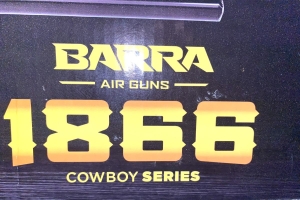 BARRA
AIR GUNS
1866
COWBOY SERIES